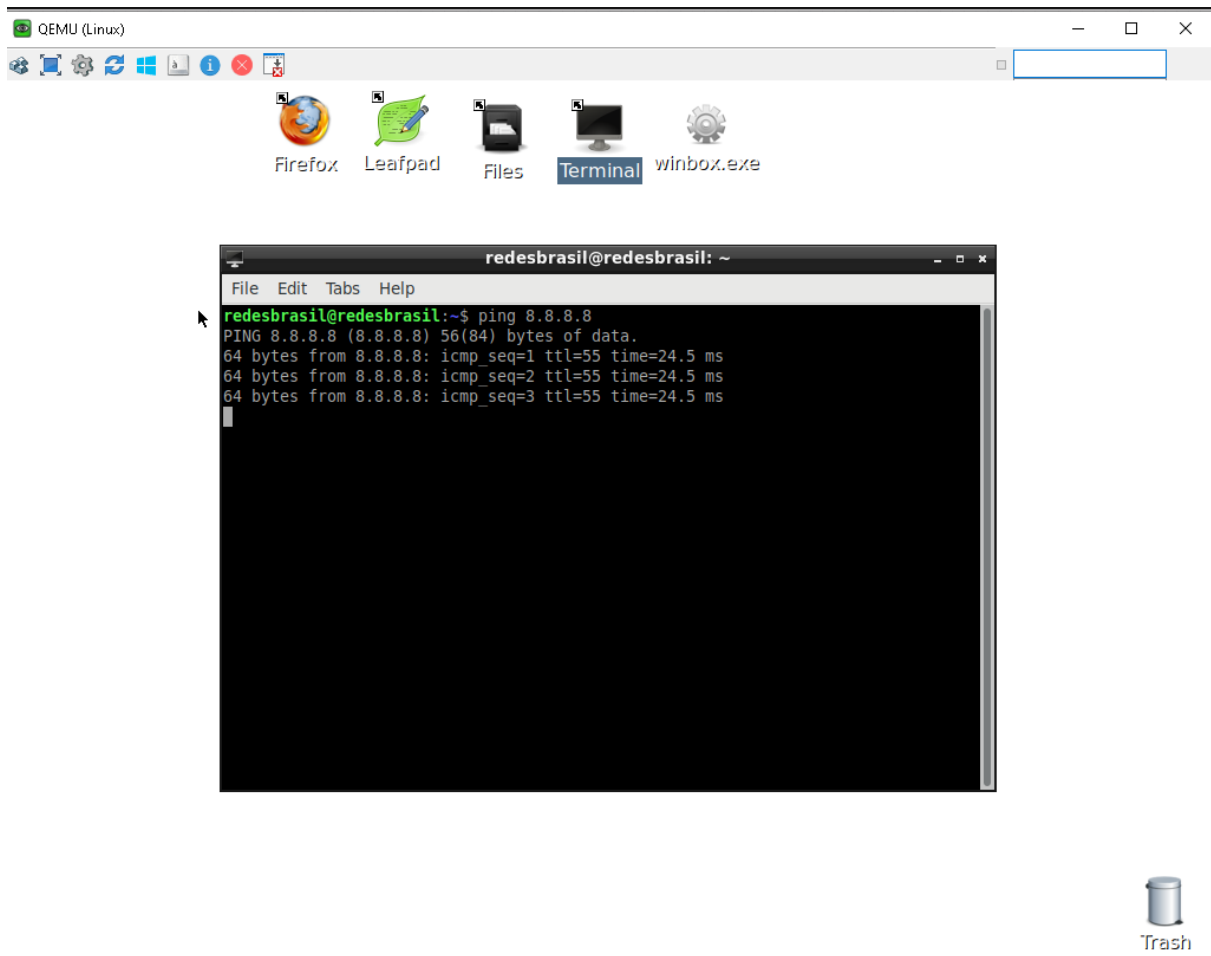 QEMU (Linux)
Firefox
Leafpad
Files
Terminal
winbox.exe
redesbrasil@redesbrasil: ~
File Edit Tabs Help
redesbrasil@redesbrasil:~$ ping 8.8.8.8
PING 8.8.8.8 (8.8.8.8) 56(84) bytes of data.
64 bytes from 8.8.8.8: icmp_seq=1 ttl=55 time=24.5 ms
64 bytes from 8.8.8.8: icmp_seq=2 ttl=55 time=24.5 ms
64 bytes from 8.8.8.8: icmp_seq=3 ttl=55 time=24.5 ms
Trash